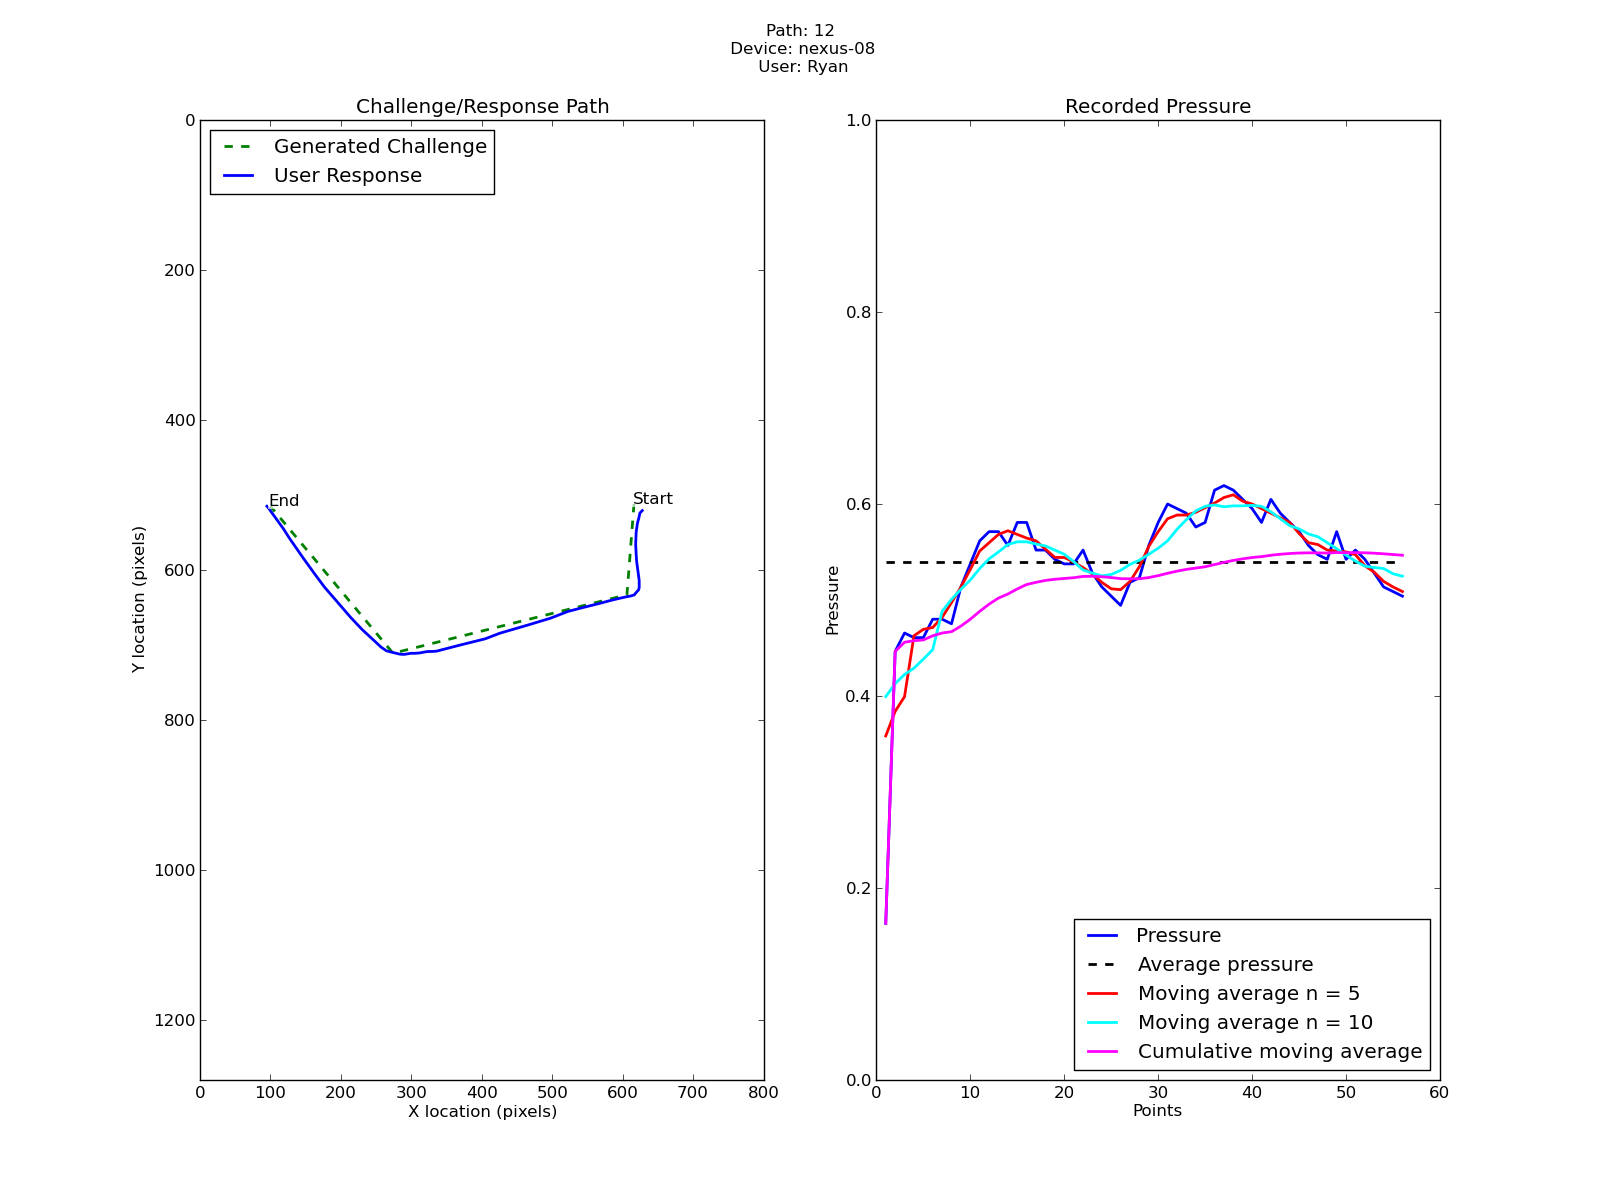 Path: 12
Device: nexus-08
User: Ryan
Challenge/Response Path
Generated Challenge
User Response
0
200
400
600
800
1000
1200
Y location (pixels)
End
Start
0 100 200 300 400 500 600 700 800
X location (pixels)
Recorded Pressure
1.0
0.8
0.6
0.4
0.2
0.0
Pressure
Pressure
Average pressure
Moving average n = 5
Moving average n = 10
Cumulative moving average
0 10 20 30 40 50 60
Points